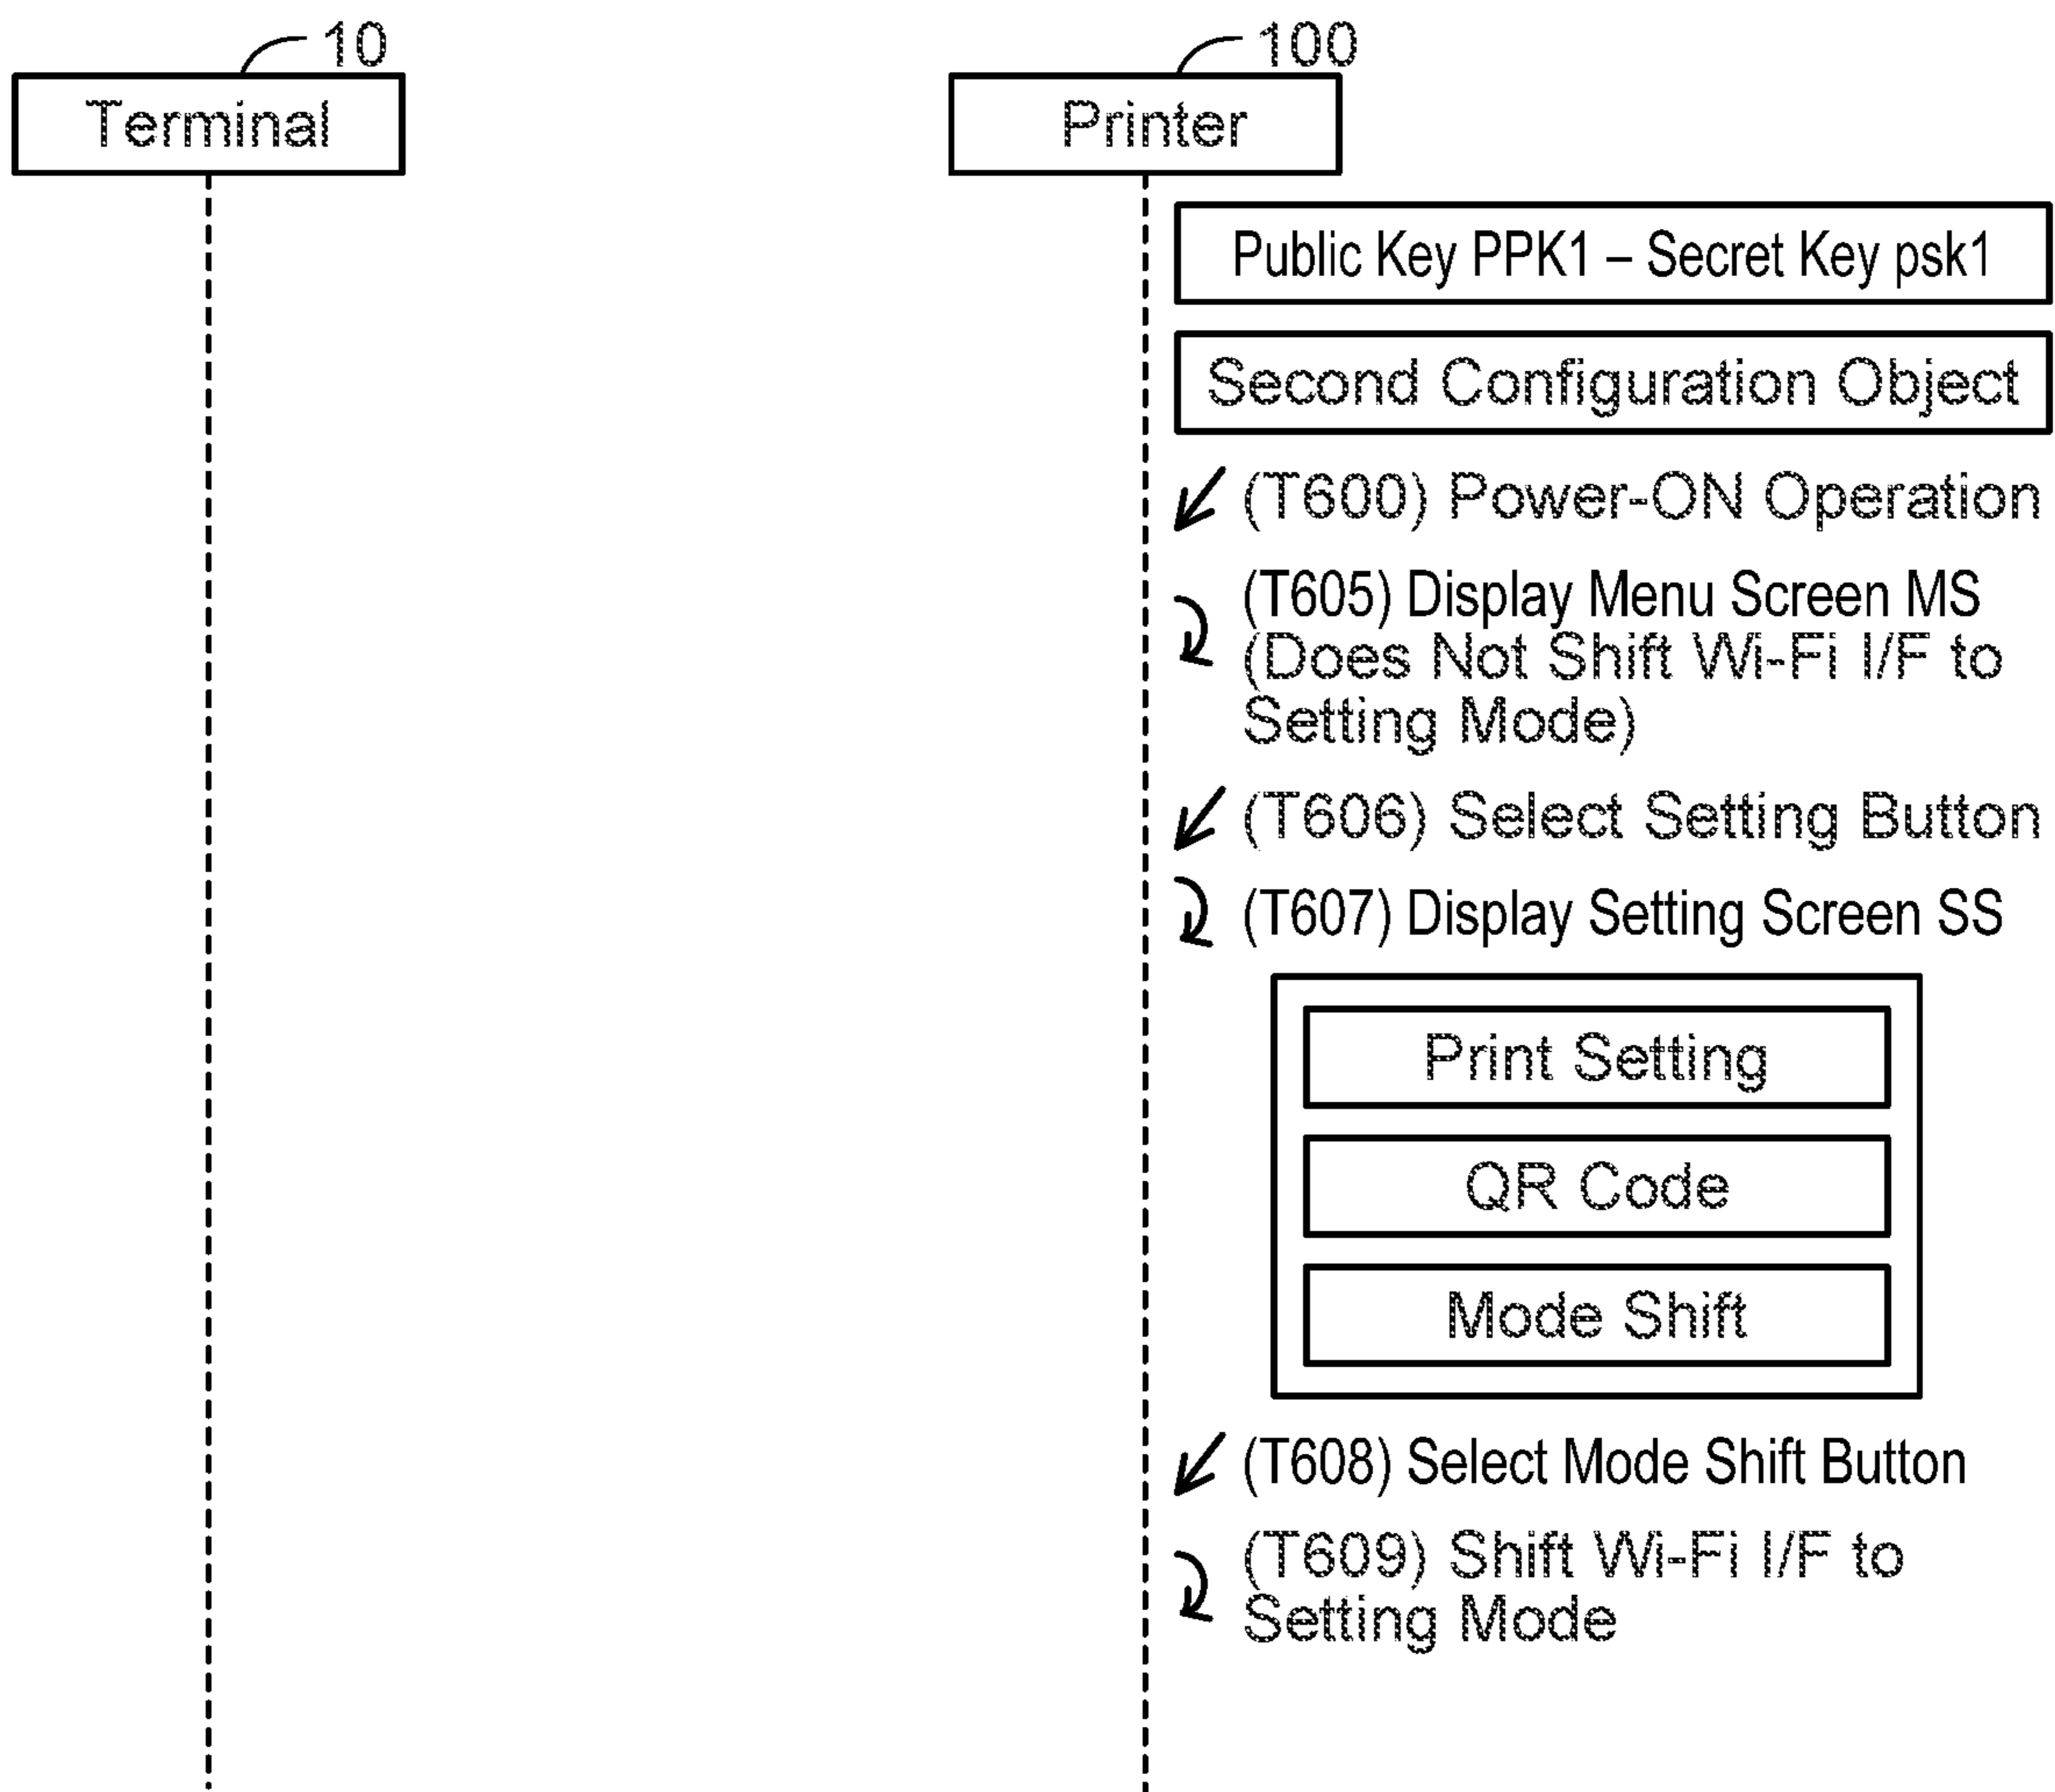 10
100
Terminal
Printer
Public Key PPK1 – Secret Key psk1
Second Configuration Object
(T600) Power-ON Operation
(T605) Display Menu Screen MS
(Does Not Shift Wi-Fi I/F to
Setting Mode)
(T606) Select Setting Button
(T607) Display Setting Screen SS
Print Setting
QR Code
Mode Shift
(T608) Select Mode Shift Button
(T609) Shift Wi-Fi I/F to
Setting Mode